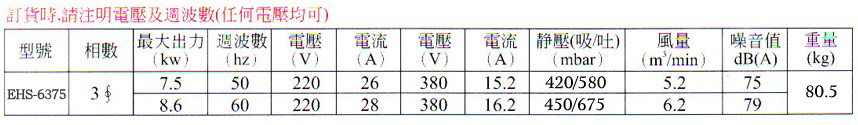 訂貨時,請注明電壓及週波數(任何電壓均可)
型號 相數 最大出力(kw) 週波數(hz) 電壓(V) 電流(A) 電壓(V) 電流(A) 静壓(吸/吐)(mbar) 風量(m³/min) 噪音值dB(A) 重量(kg)
EHS-6375 3∮ 7.5 50 220 26 380 15.2 420/580 5.2 75 80.5
8.6 60 220 28 380 16.2 450/675 6.2 79